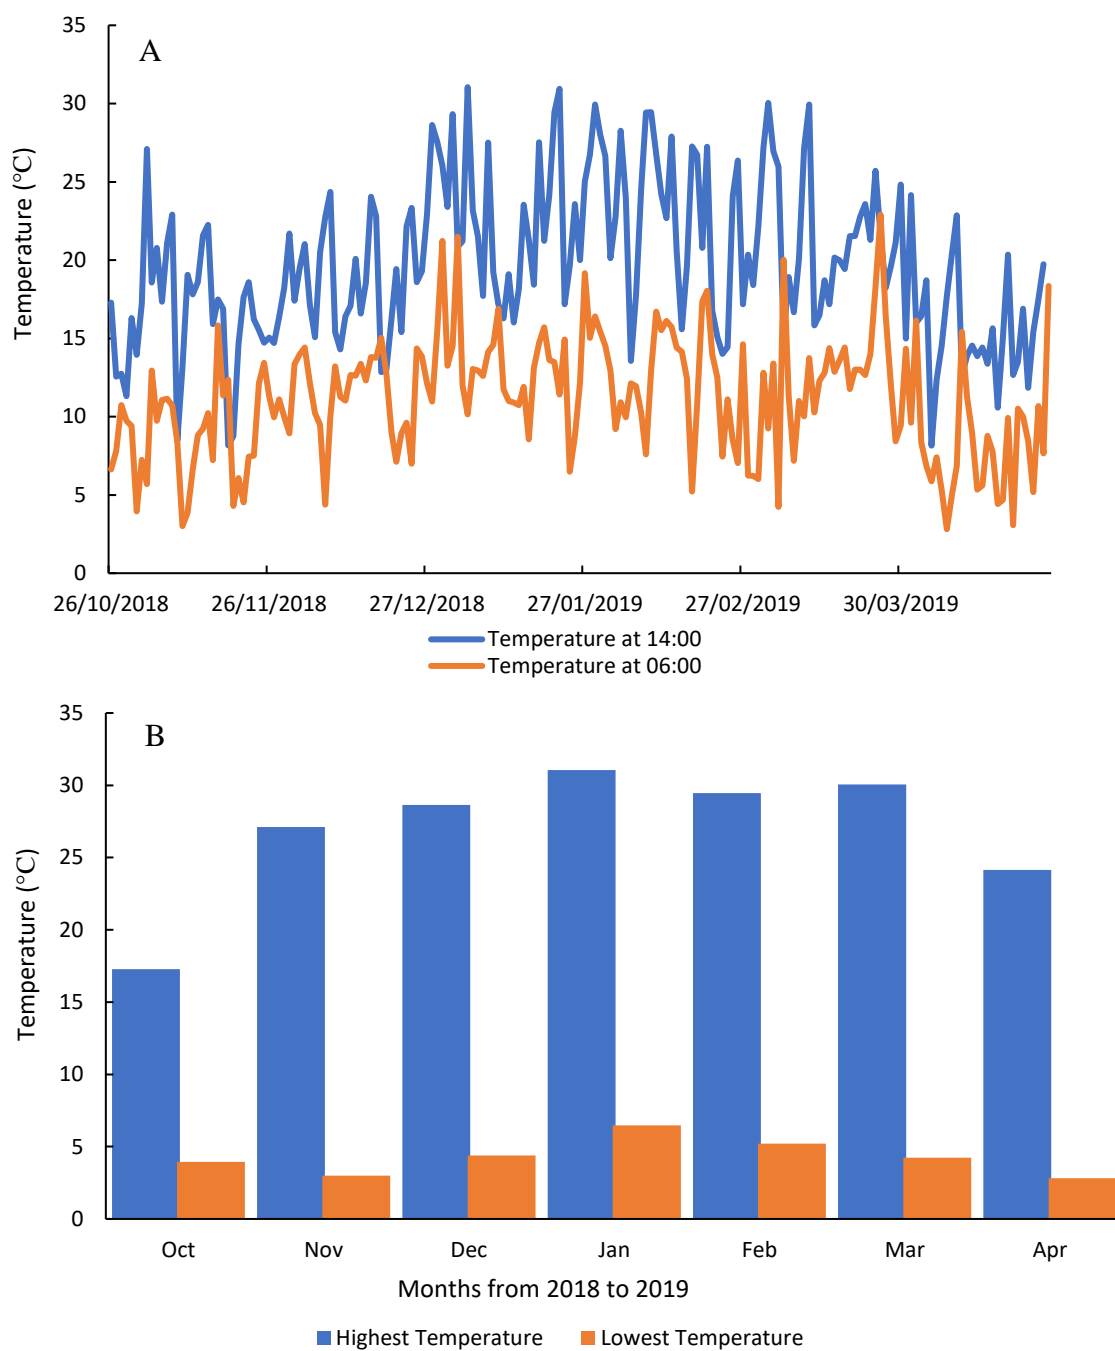 A
35
30
25
20
15
10
5
0
Temperature (°C)
26/10/2018 26/11/2018 27/12/2018 27/01/2019 27/02/2019 30/03/2019
Temperature at 14:00
Temperature at 06:00
B
35
30
25
20
15
10
5
0
Temperature (°C)
Oct Nov Dec Jan Feb Mar Apr
Months from 2018 to 2019
Highest Temperature Lowest Temperature